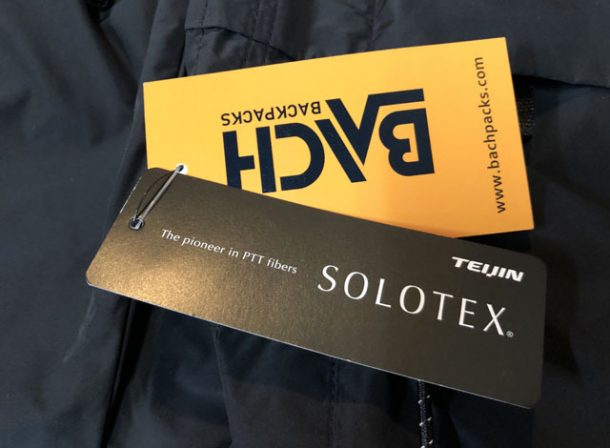 BACH
BACKPACKS
www.bachpacks.com
TEIJIN
The pioneer in PTT fibers
SOLOTEX®